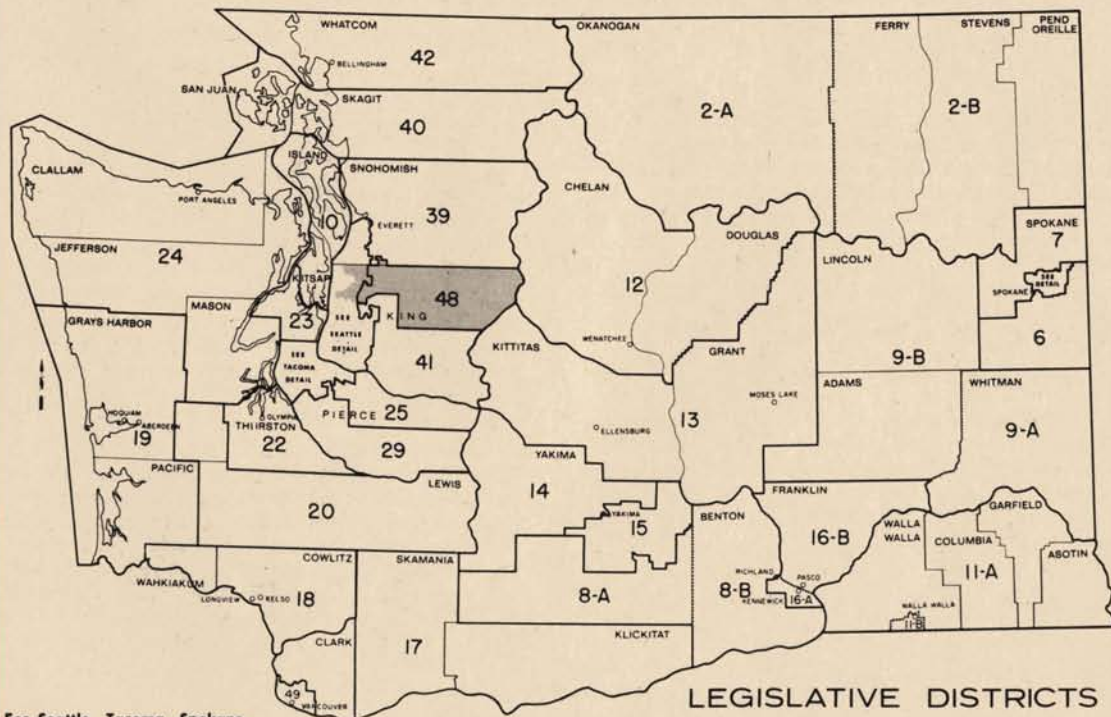 WHATCOM
OKANOGAN
FERRY
STEVENS
PEND
OREILLE
BELLINGHAM
42
SAN JUAN
SKAGIT
40
2-A
2-B
ISLAND
SNOHOMISH
CLALLAM
PORT ANGELES
10
39
EVERETT
CHELAN
DOUGLAS
SPOKANE
7
JEFFERSON
24
KITSAP
48
12
LINCOLN
SPOKANE
SEE
DETAIL
MASON
23
SEE
SEATTLE
DETAIL
KING
WENATCHEE
9-B
6
GRAYS HARBOR
SEE
TACOMA
DETAIL
41
KITTITAS
GRANT
ADAMS
WHITMAN
MOSES LAKE
HOQUIAM
ABERDEEN
19
OLYMPIA
THURSTON
22
PIERCE
25
29
ELLENSBURG
13
9-A
PACIFIC
YAKIMA
LEWIS
20
14
YAKIMA
15
BENTON
FRANKLIN
16-B
WALLA
WALLA
COLUMBIA
GARFIELD
ASOTIN
WAHKIAKUM
COWLITZ
SKAMANIA
LONGVIEW
KELSO
18
8-A
8-B
RICHLAND
PASCO
KENNEWICK
16-A
11-A
WALLA WALLA
11-B
CLARK
17
KLICKITAT
49
VANCOUVER
LEGISLATIVE DISTRICTS
For Seattle, Tacoma, Spokane